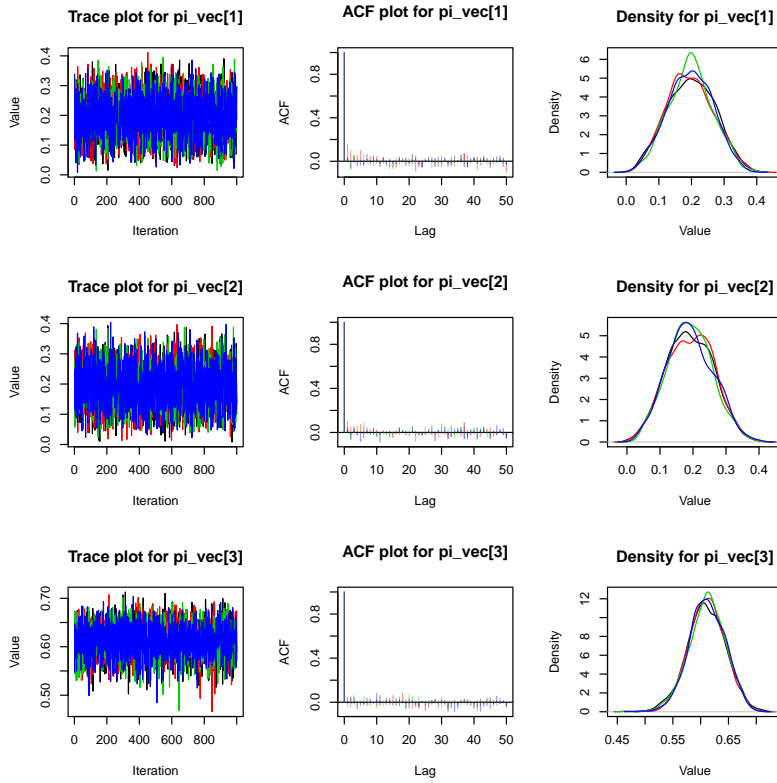 Trace plot for pi_vec[1]
Value
0.0 0.1 0.2 0.3 0.4
0 200 400 600 800
Iteration
ACF plot for pi_vec[1]
ACF
0.0 0.4 0.8
0 10 20 30 40 50
Lag
Density for pi_vec[1]
Density
0 1 2 3 4 5 6
0.0 0.1 0.2 0.3 0.4
Value
Trace plot for pi_vec[2]
Value
0.0 0.1 0.2 0.3 0.4
0 200 400 600 800
Iteration
ACF plot for pi_vec[2]
ACF
0.0 0.4 0.8
0 10 20 30 40 50
Lag
Density for pi_vec[2]
Density
0 1 2 3 4 5
0.0 0.1 0.2 0.3 0.4
Value
Trace plot for pi_vec[3]
Value
0.50 0.60 0.70
0 200 400 600 800
Iteration
ACF plot for pi_vec[3]
ACF
0.0 0.4 0.8
0 10 20 30 40 50
Lag
Density for pi_vec[3]
Density
0 2 4 6 8 12
0.45 0.55 0.65
Value